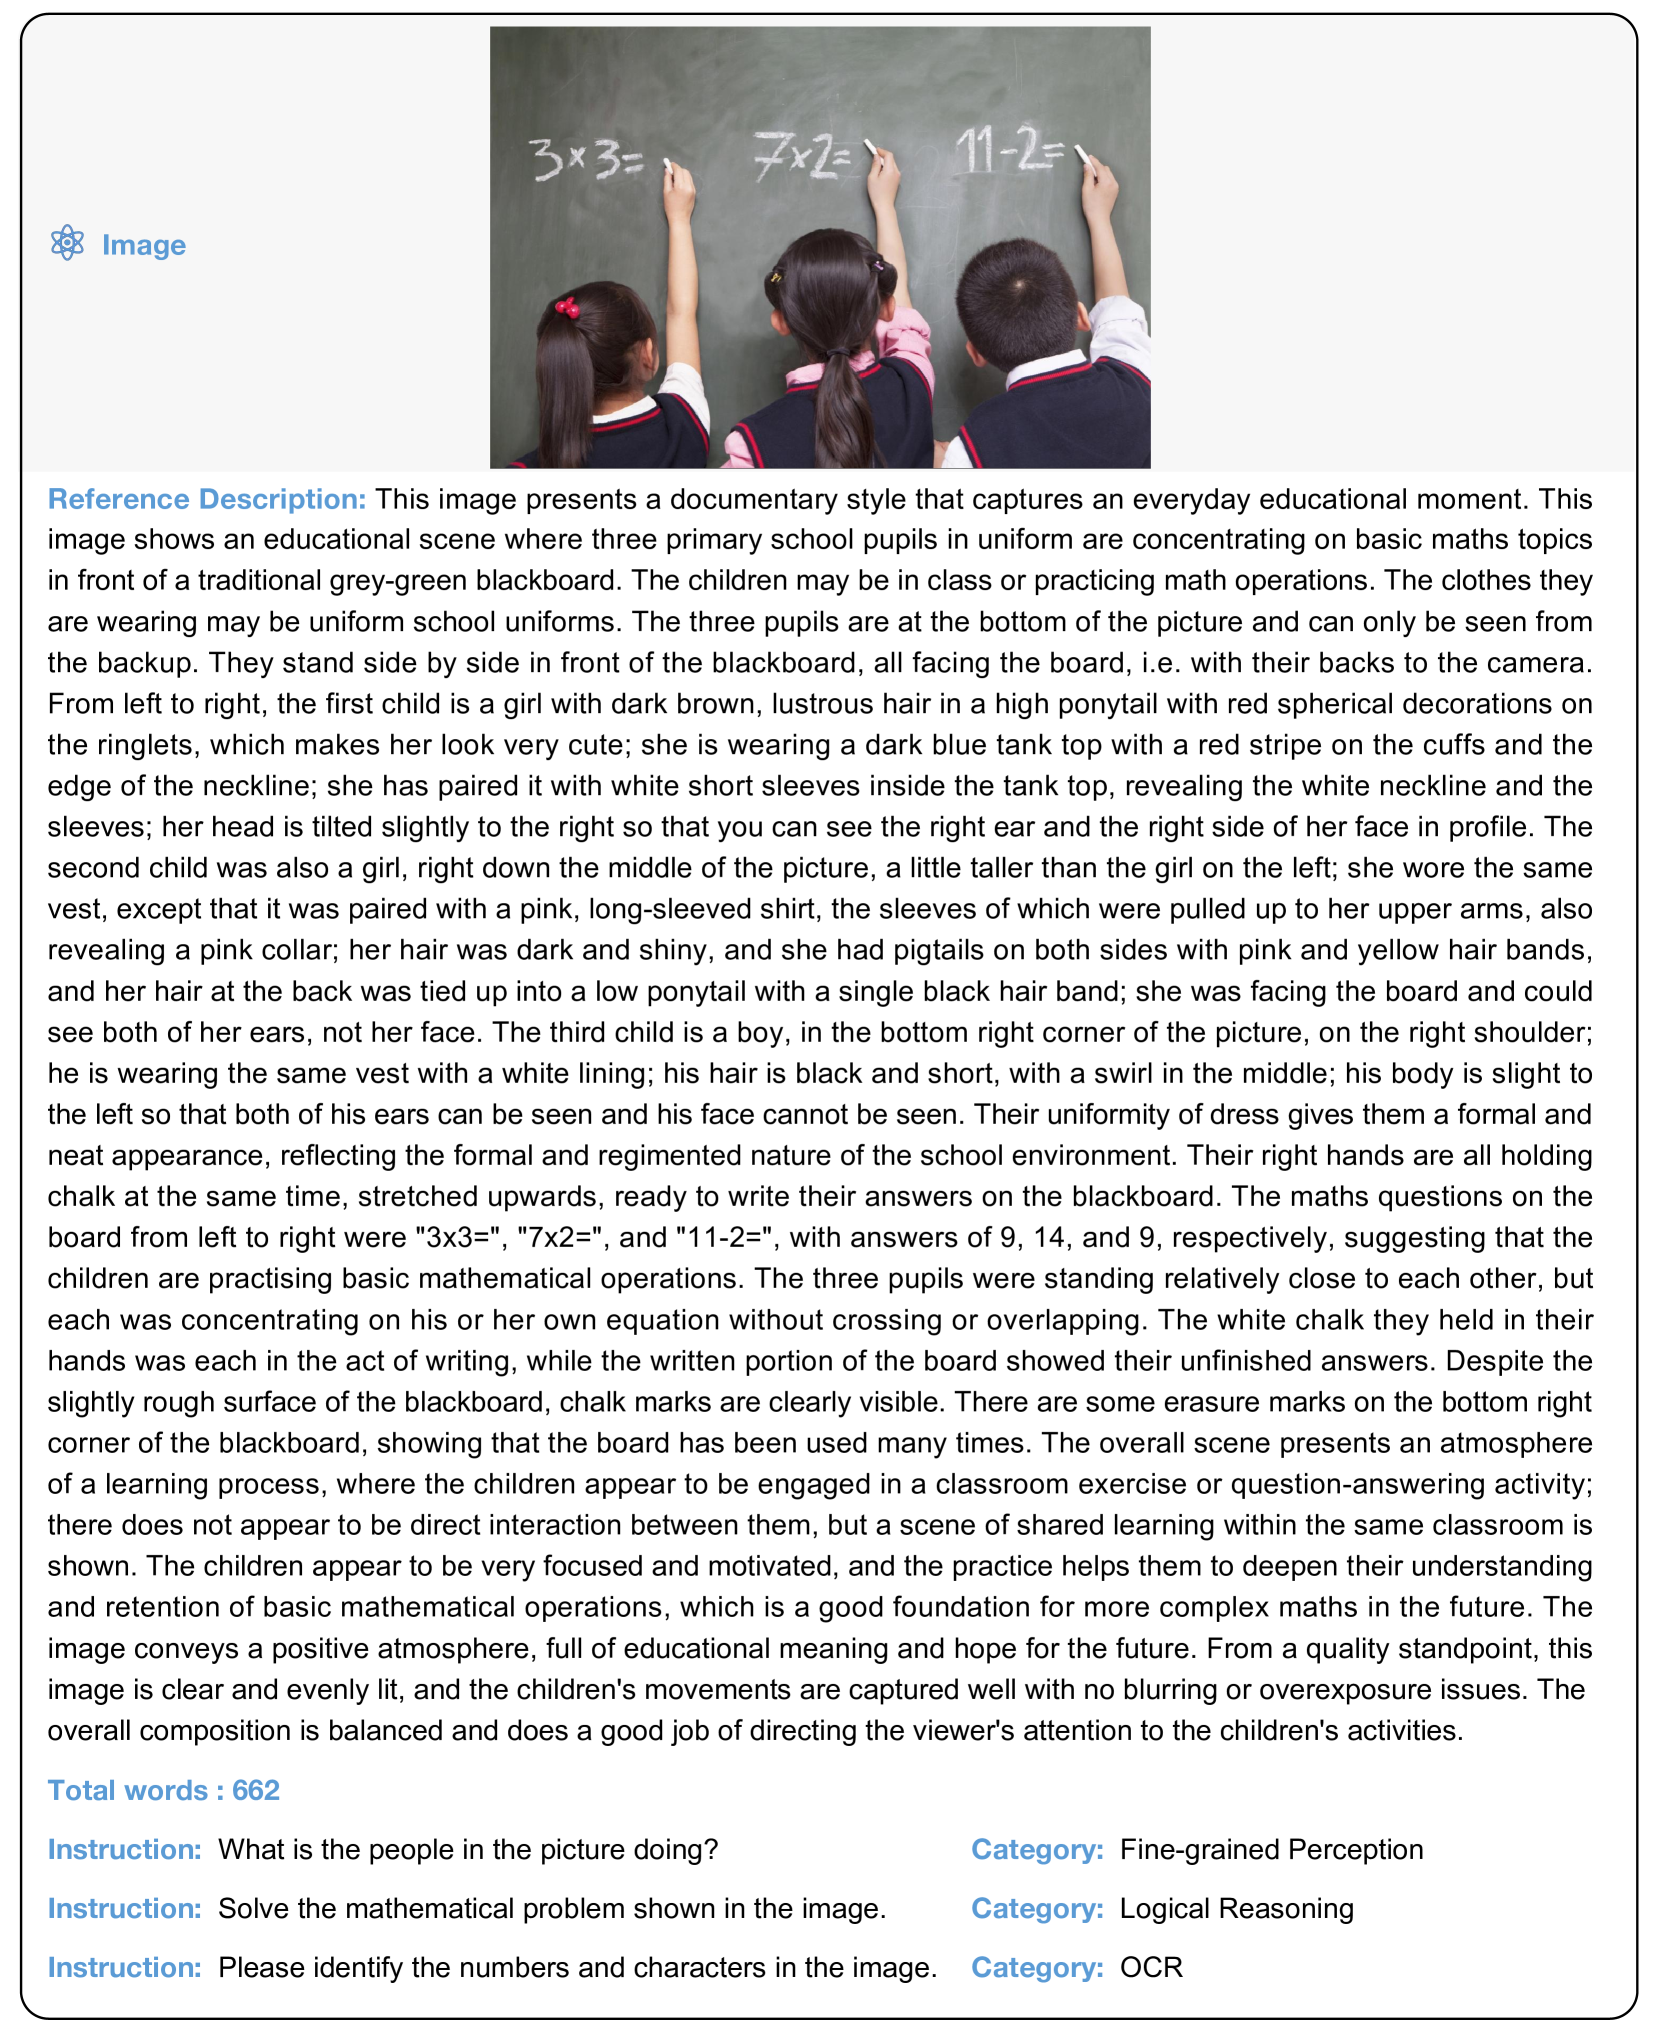 3×3=
7×2=
11-2=
Image
Reference Description: This image presents a documentary style that captures an everyday educational moment. This
image shows an educational scene where three primary school pupils in uniform are concentrating on basic maths topics
in front of a traditional grey-green blackboard. The children may be in class or practicing math operations. The clothes they
are wearing may be uniform school uniforms. The three pupils are at the bottom of the picture and can only be seen from
the backup. They stand side by side in front of the blackboard, all facing the board, i.e. with their backs to the camera.
From left to right, the first child is a girl with dark brown, lustrous hair in a high ponytail with red spherical decorations on
the ringlets, which makes her look very cute; she is wearing a dark blue tank top with a red stripe on the cuffs and the
edge of the neckline; she has paired it with white short sleeves inside the tank top, revealing the white neckline and the
sleeves; her head is tilted slightly to the right so that you can see the right ear and the right side of her face in profile. The
second child was also a girl, right down the middle of the picture, a little taller than the girl on the left; she wore the same
vest, except that it was paired with a pink, long-sleeved shirt, the sleeves of which were pulled up to her upper arms, also
revealing a pink collar; her hair was dark and shiny, and she had pigtails on both sides with pink and yellow hair bands,
and her hair at the back was tied up into a low ponytail with a single black hair band; she was facing the board and could
see both of her ears, not her face. The third child is a boy, in the bottom right corner of the picture, on the right shoulder;
he is wearing the same vest with a white lining; his hair is black and short, with a swirl in the middle; his body is slight to
the left so that both of his ears can be seen and his face cannot be seen. Their uniformity of dress gives them a formal and
neat appearance, reflecting the formal and regimented nature of the school environment. Their right hands are all holding
chalk at the same time, stretched upwards, ready to write their answers on the blackboard. The maths questions on the
board from left to right were "3x3=", "7x2=", and "11-2=", with answers of 9, 14, and 9, respectively, suggesting that the
children are practising basic mathematical operations. The three pupils were standing relatively close to each other, but
each was concentrating on his or her own equation without crossing or overlapping. The white chalk they held in their
hands was each in the act of writing, while the written portion of the board showed their unfinished answers. Despite the
slightly rough surface of the blackboard, chalk marks are clearly visible. There are some erasure marks on the bottom right
corner of the blackboard, showing that the board has been used many times. The overall scene presents an atmosphere
of a learning process, where the children appear to be engaged in a classroom exercise or question-answering activity;
there does not appear to be direct interaction between them, but a scene of shared learning within the same classroom is
shown. The children appear to be very focused and motivated, and the practice helps them to deepen their understanding
and retention of basic mathematical operations, which is a good foundation for more complex maths in the future. The
image conveys a positive atmosphere, full of educational meaning and hope for the future. From a quality standpoint, this
image is clear and evenly lit, and the children's movements are captured well with no blurring or overexposure issues. The
overall composition is balanced and does a good job of directing the viewer's attention to the children's activities.
Total words : 662
Instruction: What is the people in the picture doing? Category: Fine-grained Perception
Instruction: Solve the mathematical problem shown in the image. Category: Logical Reasoning
Instruction: Please identify the numbers and characters in the image. Category: OCR